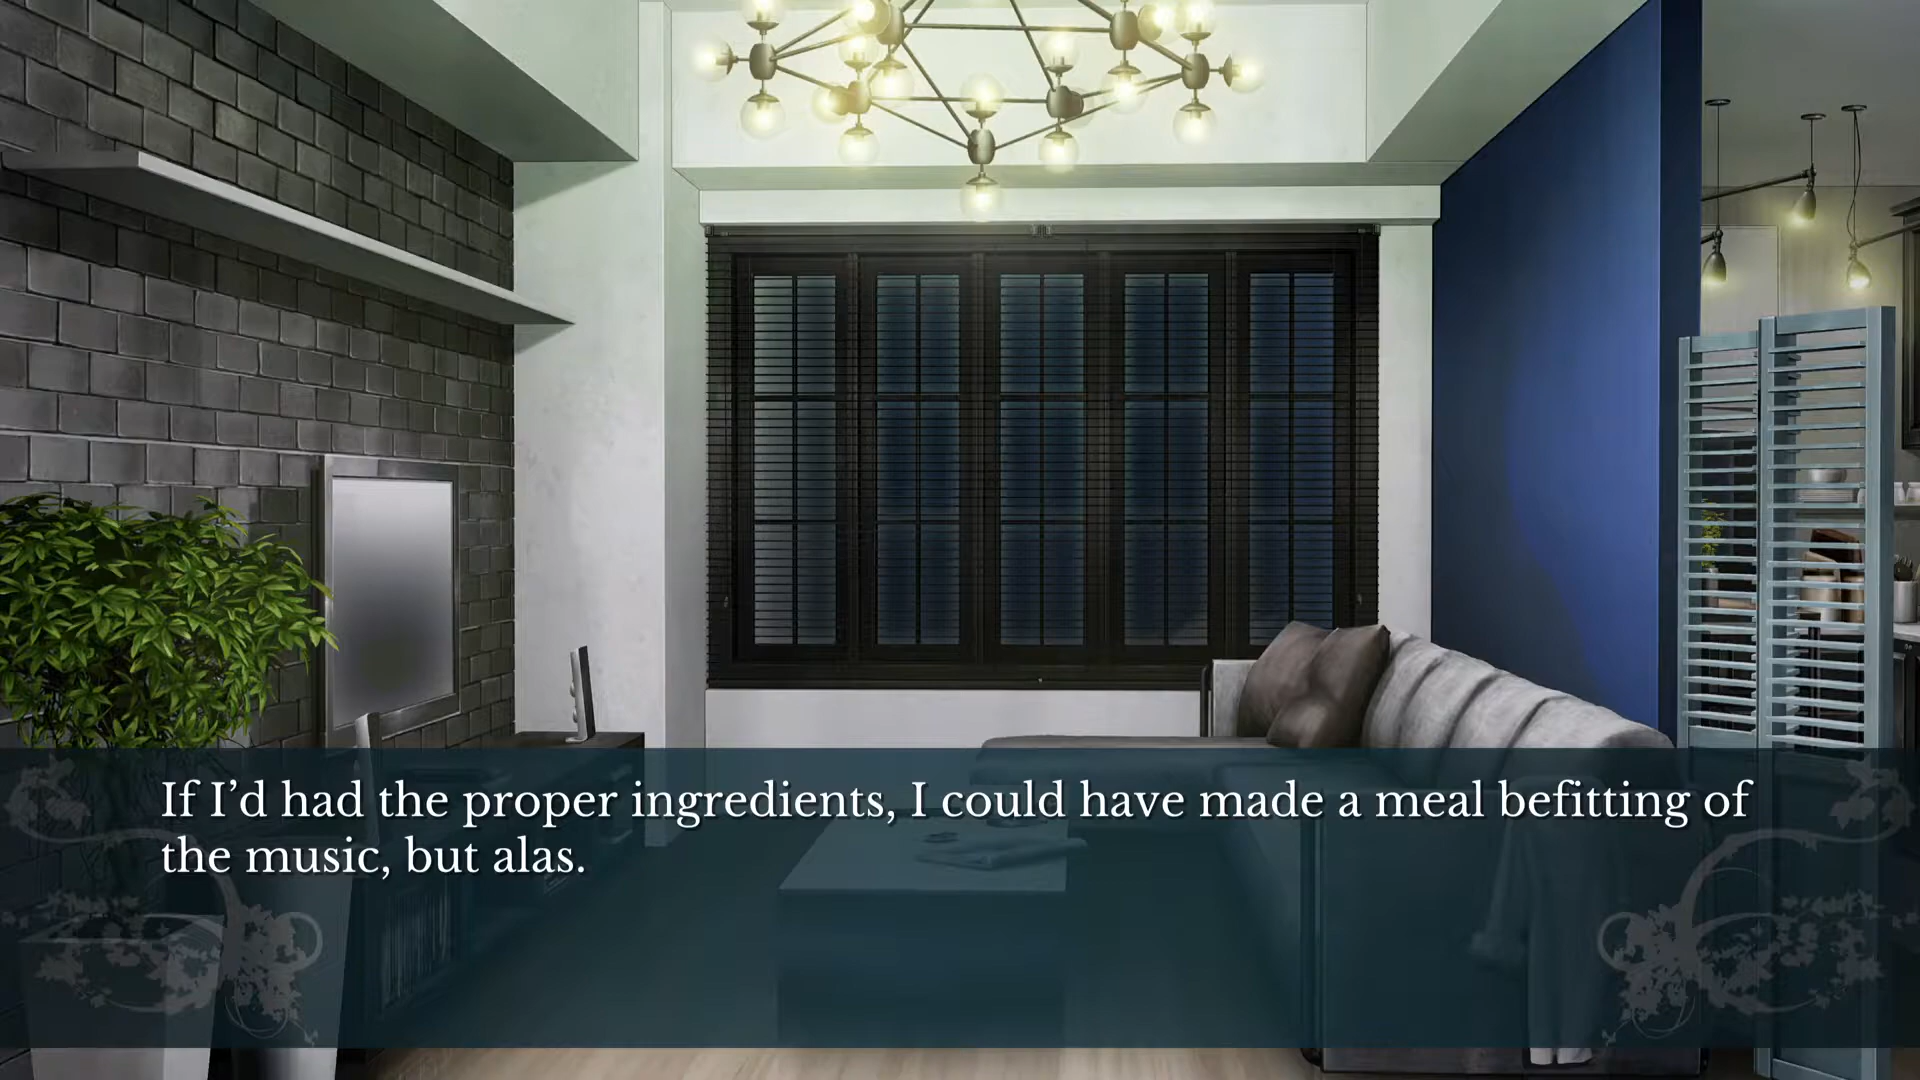 If I’d had the proper ingredients, I could have made a meal befitting of
the music, but alas.